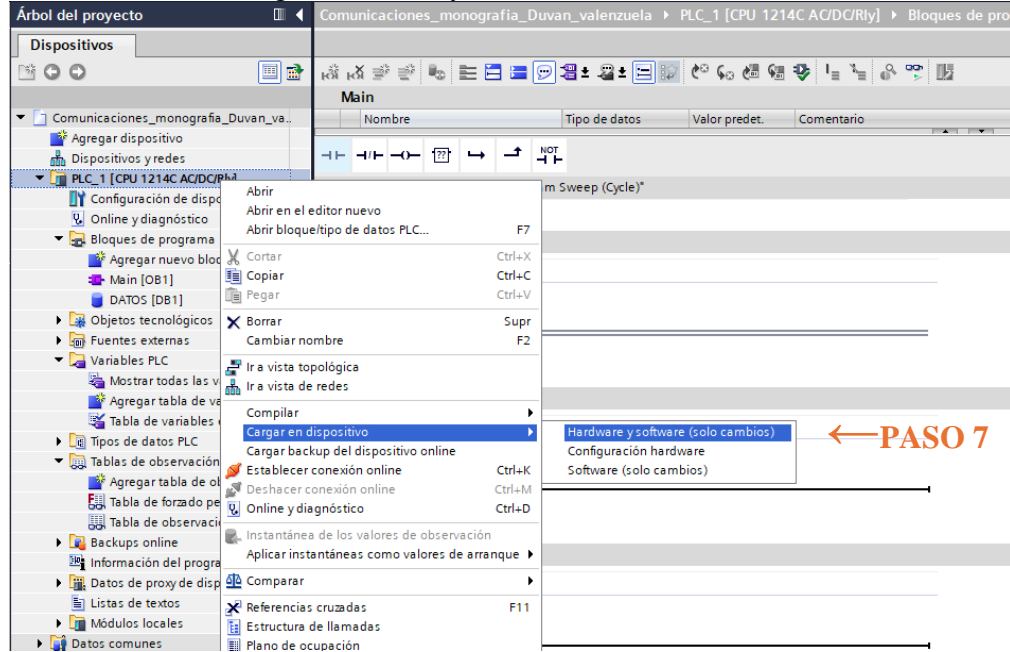 Árbol del proyecto
Comunicaciones_monografia_Duvan_valenzuela ▸ PLC_1 [CPU 1214C AC/DC/Rly] ▸ Bloques de pro
Dispositivos
Main
Nombre Tipo de datos Valor predet. Comentario
Comunicaciones_monografia_Duvan_va..
Agregar dispositivo
Dispositivos y redes
PLC_1 [CPU 1214C AC/DC/Rly]
Configuración de dispo
Online y diagnóstico
Bloques de programa
Agregar nuevo bloq
Main [OB1]
DATOS [DB1]
Objetos tecnológicos
Fuentes externas
Variables PLC
Mostrar todas las v
Agregar tabla de va
Tabla de variables
Tipos de datos PLC
Tablas de observación
Agregar tabla de ob
Tabla de forzado pe
Tabla de observaci
Backups online
Información del progra
Datos de proxy de disp
Listas de textos
Módulos locales
Datos comunes
??
NOT
m Sweep (Cycle)"
Abrir
Abrir en el editor nuevo
Abrir bloque/tipo de datos PLC... F7
Cortar Ctrl+X
Copiar Ctrl+C
Pegar Ctrl+V
Borrar Supr
Cambiar nombre F2
Ir a vista topológica
Ir a vista de redes
Compilar
Cargar en dispositivo
Cargar backup del dispositivo online
Establecer conexión online Ctrl+K
Deshacer conexión online Ctrl+M
Online y diagnóstico Ctrl+D
Instantánea de los valores de observación
Aplicar instantáneas como valores de arranque
Comparar
Referencias cruzadas F11
Estructura de llamadas
Plano de ocupación
Hardware y software (solo cambios)
Configuración hardware
Software (solo cambios)
PASO 7